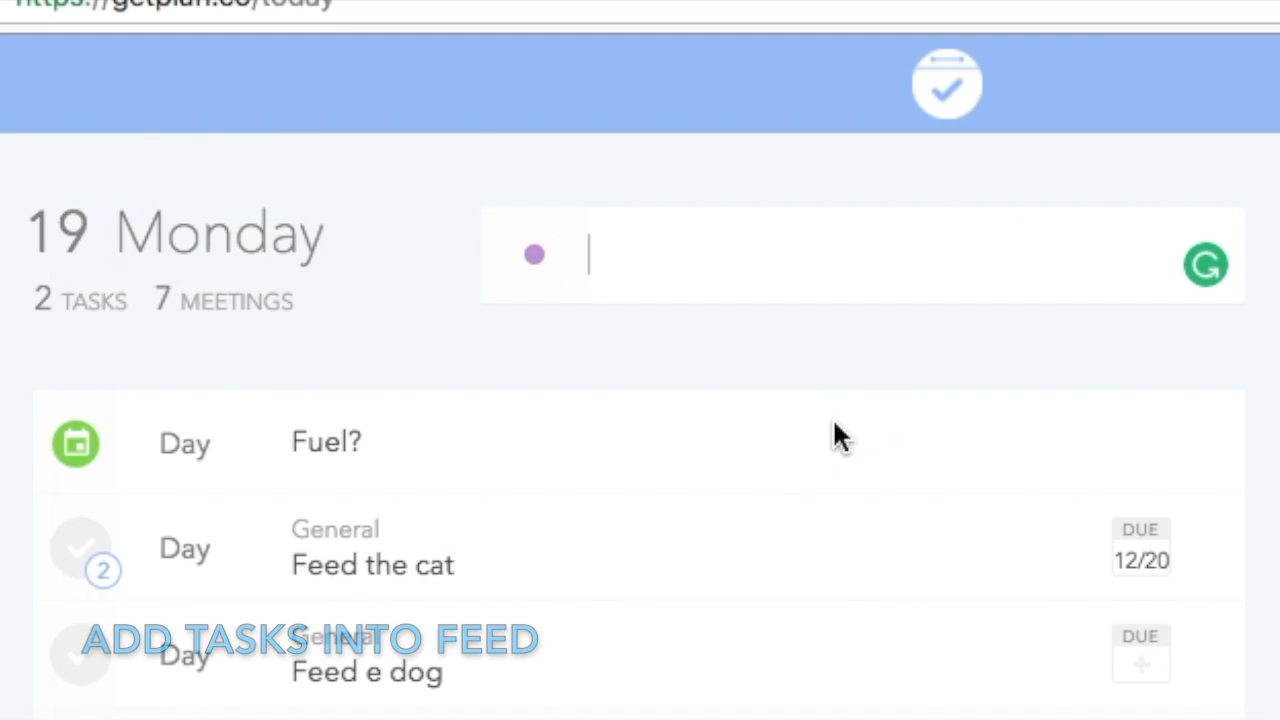 https://getplan.co/today
19 Monday
2 TASKS 7 MEETINGS
Day Fuel?
General
Day Feed the cat
2
DUE
12/20
General
Day Feed e dog
DUE
+
ADD TASKS INTO FEED